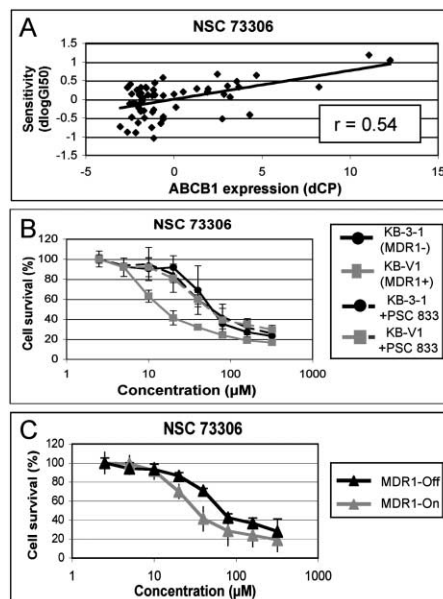 A
NSC 73306
Sensitivity
(dlogGI50)
1.5
1
0.5
0
-0.5
-1
-1.5
r = 0.54
-5
0
5
10
15
ABCB1 expression (dCP)
B
NSC 73306
Cell survival (%)
120
100
80
60
40
20
0
1
10
100
1000
Concentration (µM)
KB-3-1
(MDR1-)
KB-V1
(MDR1+)
KB-3-1
+PSC 833
KB-V1
+PSC 833
C
NSC 73306
Cell survival (%)
120
100
80
60
40
20
0
1
10
100
1000
Concentration (µM)
MDR1-Off
MDR1-On